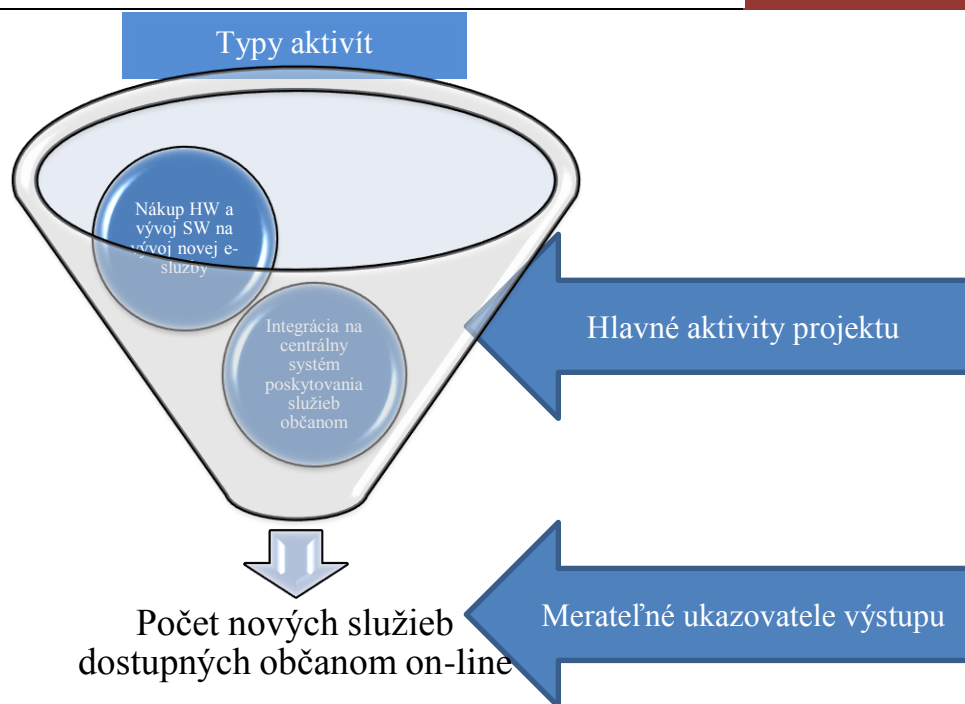 Typy aktivít
Nákup HW a
vývoj SW na
vývoj novej e-
služby
Integrácia na
centrálny
systém
poskytovania
služieb
občanom
Hlavné aktivity projektu
Merateľné ukazovatele výstupu
Počet nových služieb
dostupných občanom on-line